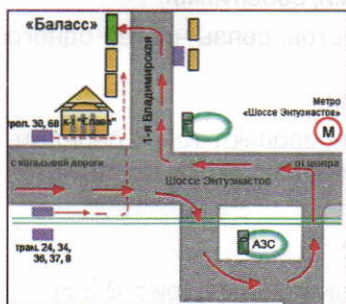 «Баласс»
1-я Владимирская
Метро
«Шоссе Энтузиастов»
М
трол. 30, 68
к-т "Слава"
с кольцевой дороги
от центра
Шоссе Энтузиастов
АЗС
трам. 24, 34,
36, 37, 8